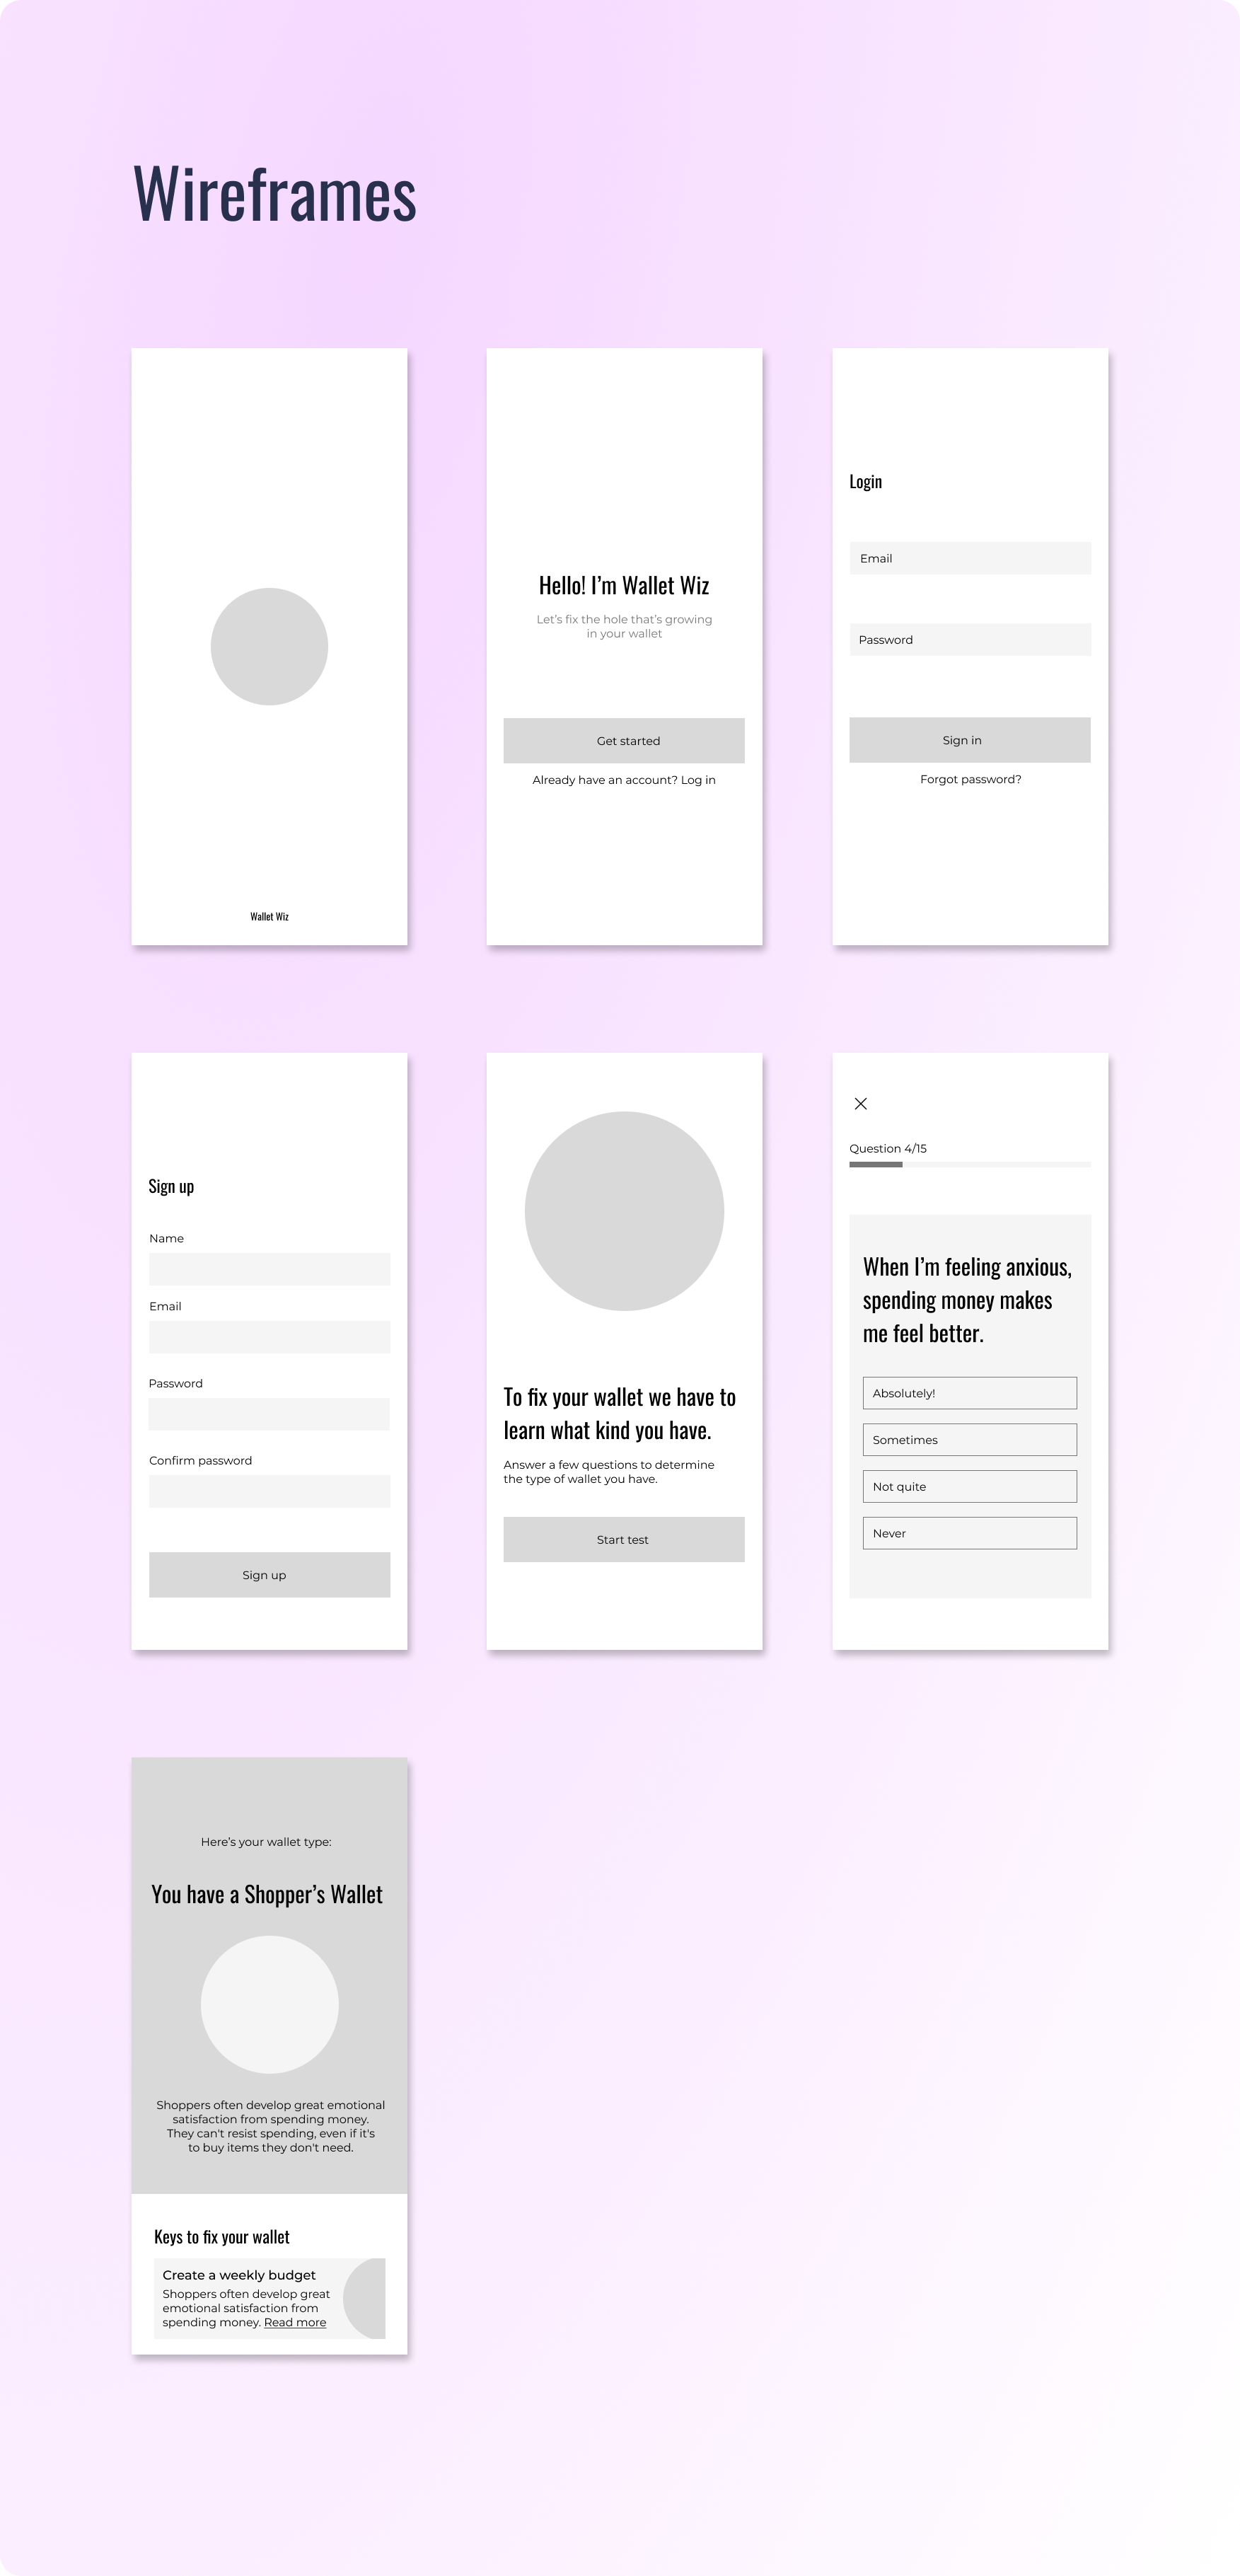 Wireframes
Wallet Wiz
Hello! I’m Wallet Wiz
Let’s fix the hole that’s growing
in your wallet
Get started
Already have an account? Log in
Login
Email
Password
Sign in
Forgot password?
Sign up
Name
Email
Password
Confirm password
Sign up
To fix your wallet we have to
learn what kind you have.
Answer a few questions to determine
the type of wallet you have.
Start test
Question 4/15
When I’m feeling anxious,
spending money makes
me feel better.
Absolutely!
Sometimes
Not quite
Never
Here’s your wallet type:
You have a Shopper’s Wallet
Shoppers often develop great emotional
satisfaction from spending money.
They can't resist spending, even if it's
to buy items they don't need.
Keys to fix your wallet
Create a weekly budget
Shoppers often develop great
emotional satisfaction from
spending money. Read more